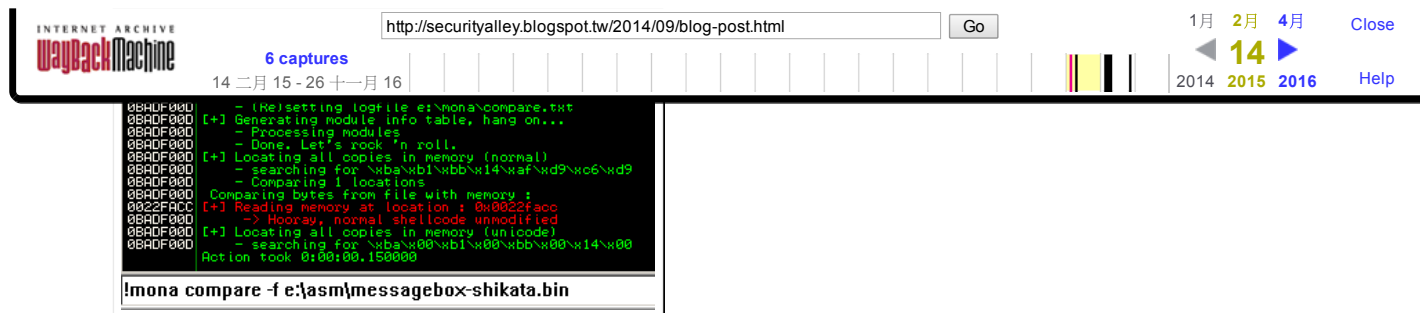 INTERNET ARCHIVE
WayBackMachine
http://securityalley.blogspot.tw/2014/09/blog-post.html
Go
1月 2月 4月
Close
6 captures
14
14 二月 15 - 26 十一月 16
2014 2015 2016
Help
0BADF00D - (Re)setting logfile e:\mona\compare.txt
0BADF00D [+] Generating module info table, hang on...
0BADF00D - Processing modules
0BADF00D - Done. Let's rock 'n roll.
0BADF00D [+] Locating all copies in memory (normal)
0BADF00D - searching for \xba\xb1\xbb\x14\xaf\xd9\xc6\xd9
0BADF00D - Comparing 1 locations
0BADF00D Comparing bytes from file with memory :
0022FACC [+] Reading memory at location : 0x0022facc
0BADF00D -> Hooray, normal shellcode unmodified
0BADF00D [+] Locating all copies in memory (unicode)
0BADF00D - searching for \xba\x00\xb1\x00\xbb\x00\x14\x00
Action took 0:00:00.150000
!mona compare -f e:\asm\messagebox-shikata.bin